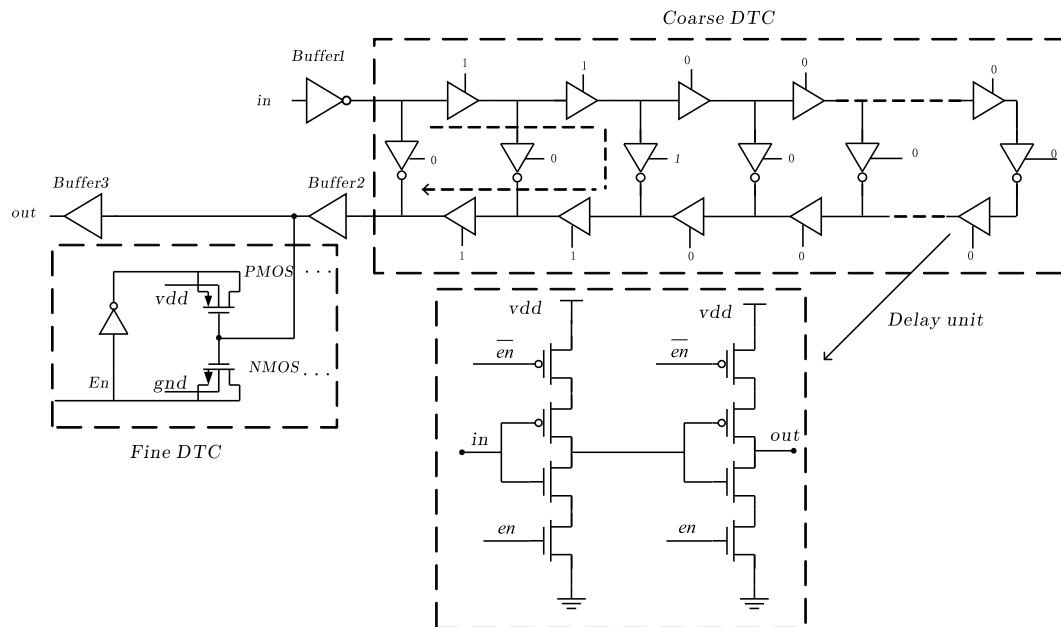 Coarse DTC
Buffer1
in
1
1
0
0
0
0
0
1
0
0
0
Buffer3
out
Buffer2
1
1
0
0
0
PMOS ...
vdd
NMOS ...
gnd
En
Fine DTC
Delay unit
vdd
vdd
en
en
in
out
en
en